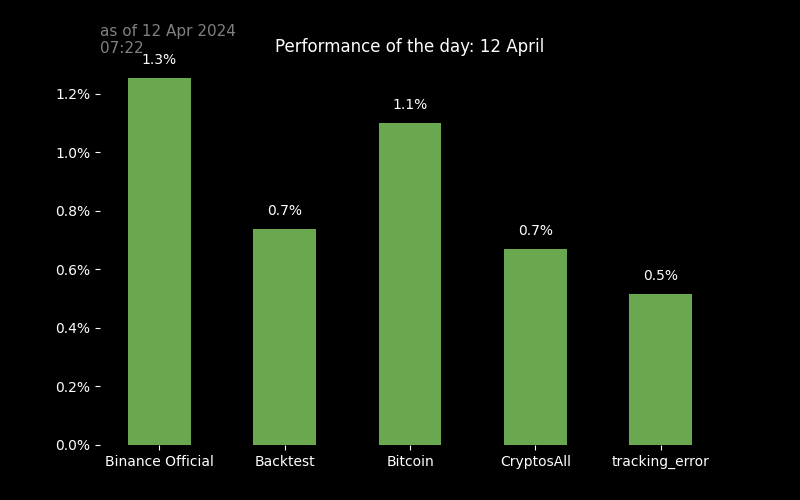 as of 12 Apr 2024
07:22
Performance of the day: 12 April
1.3%
0.7%
1.1%
0.7%
0.5%
1.2%
1.0%
0.8%
0.6%
0.4%
0.2%
0.0%
Binance Official
Backtest
Bitcoin
CryptosAll
tracking_error